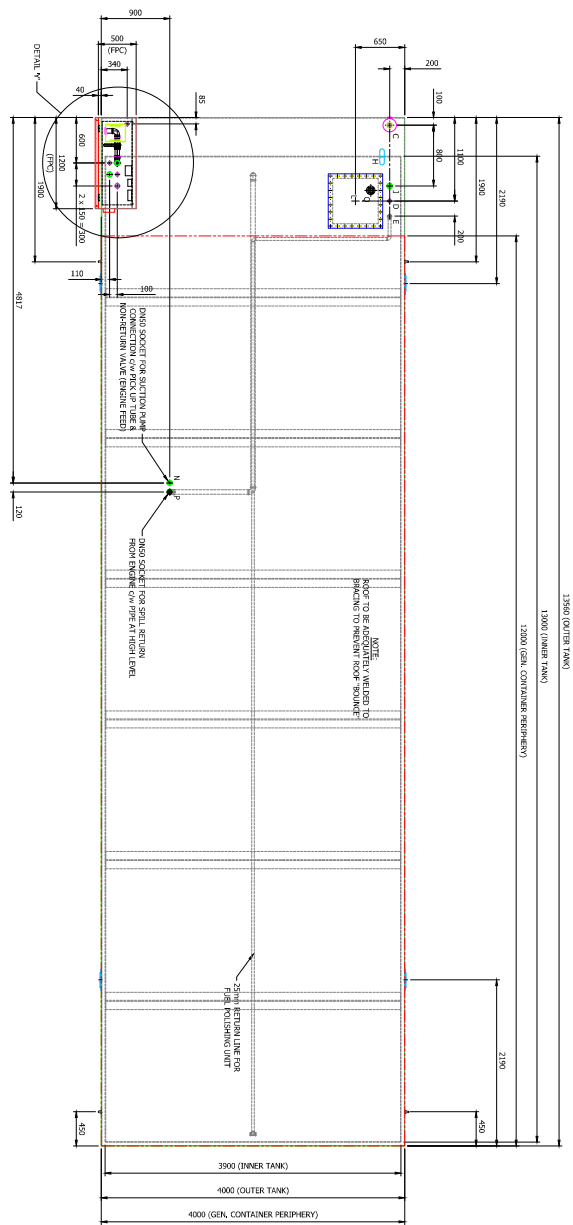 900
500
(FPC)
340
40
DETAIL 'Y'
85
650
200
100
600
1200
(FPC)
1900
2 x 150 =300
110
100
4817
120
800
1100
1900
2190
200
C
H
J
D
E
Q
N
P
DN50 SOCKET FOR SUCTION PUMP
CONNECTION c/w PICK UP TUBE &
NON-RETURN VALVE (ENGINE FEED)
DN50 SOCKET FOR SPILL RETURN
FROM ENGINE c/w PIPE AT HIGH LEVEL
NOTE:
ROOF TO BE ADEQUATELY WELDED TO
BRACING TO PREVENT ROOF "BOUNCE"
12000 (GEN. CONTAINER PERIPHERY)
13000 (INNER TANK)
13560 (OUTER TANK)
25mm RETURN LINE FOR
FUEL POLISHING UNIT
2190
450
450
3900 (INNER TANK)
4000 (OUTER TANK)
4000 (GEN. CONTAINER PERIPHERY)